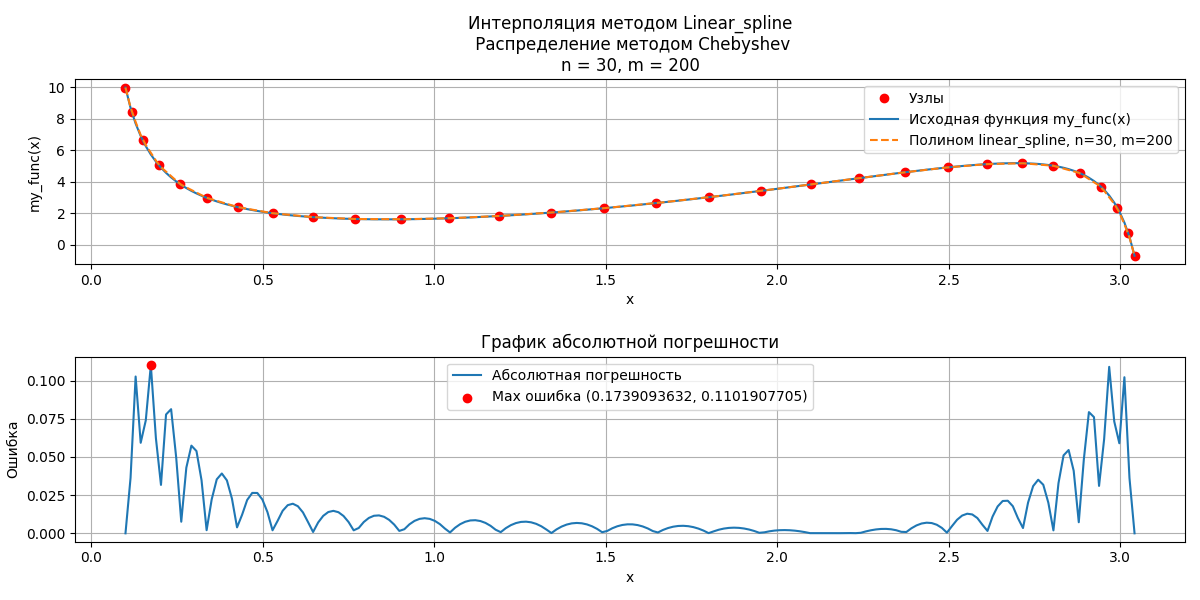 Интерполяция методом Linear_spline
Распределение методом Chebyshev
n = 30, m = 200
my_func(x)
10
8
6
4
2
0
Узлы
Исходная функция my_func(x)
Полином linear_spline, n=30, m=200
0.0 0.5 1.0 1.5 2.0 2.5 3.0
x
График абсолютной погрешности
Ошибка
0.100
0.075
0.050
0.025
0.000
Абсолютная погрешность
Мах ошибка (0.1739093632, 0.1101907705)
0.0 0.5 1.0 1.5 2.0 2.5 3.0
x